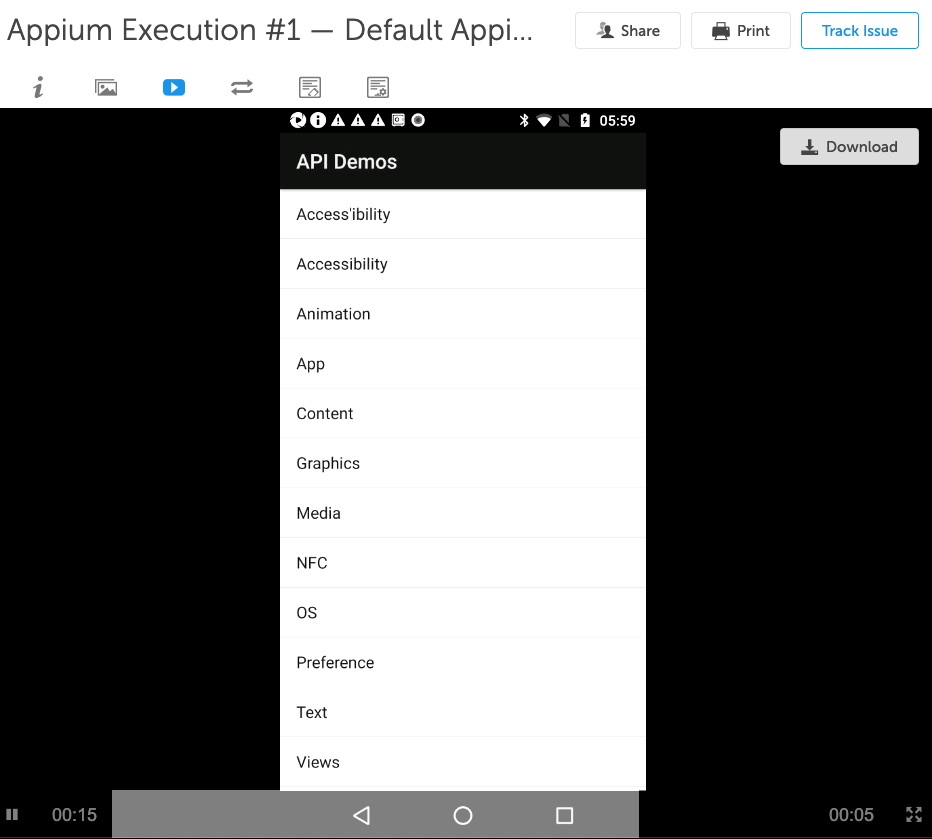 Appium Execution #1 — Default Appi...
Share
Print
Track Issue
05:59
Download
API Demos
Access'ibility
Accessibility
Animation
App
Content
Graphics
Media
NFC
OS
Preference
Text
Views
00:15
00:05